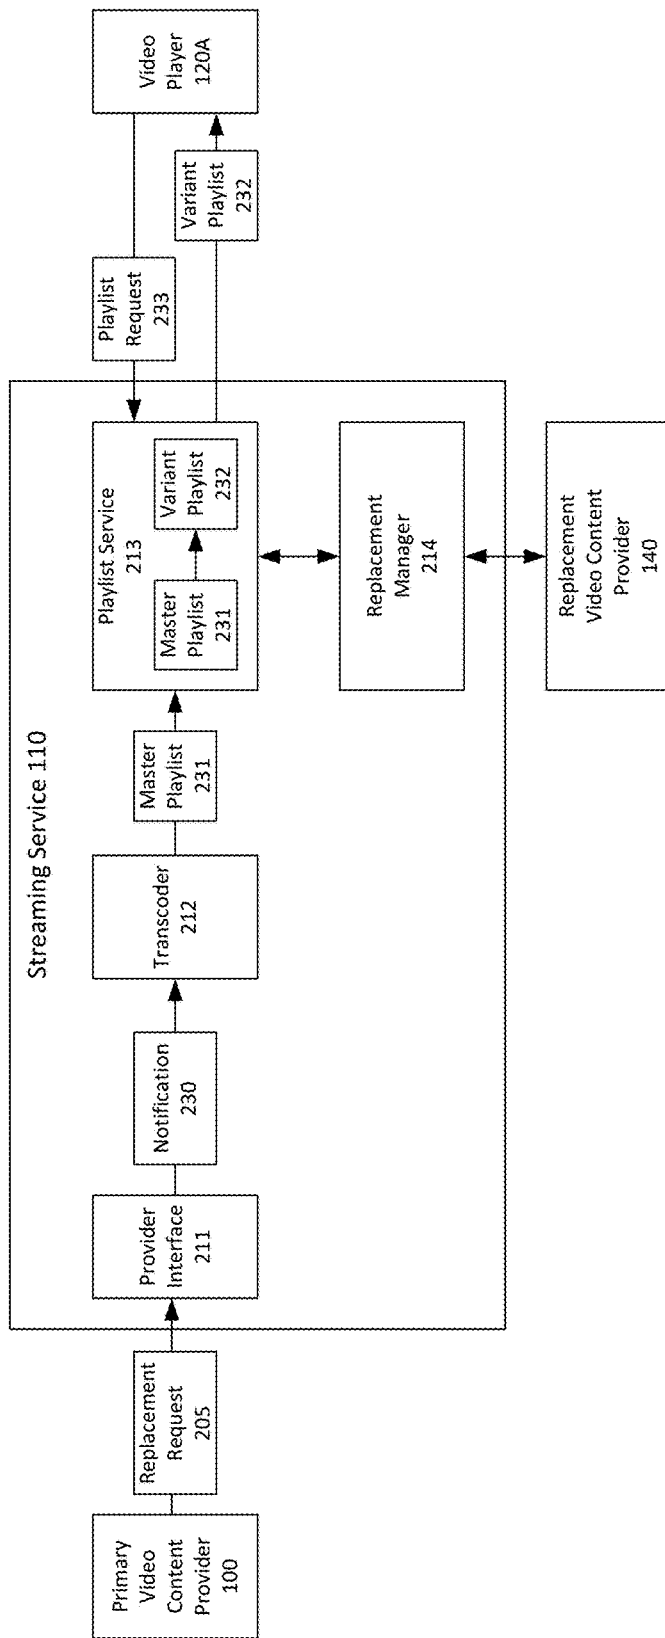 Streaming Service 110
Primary
Video
Content
Provider
100
Replacement
Request
205
Provider
Interface
211
Notification
230
Transcoder
212
Master
Playlist
231
Playlist Service
213
Master
Playlist
231
Variant
Playlist
232
Playlist
Request
233
Variant
Playlist
232
Video
Player
120A
Replacement
Manager
214
Replacement
Video Content
Provider
140